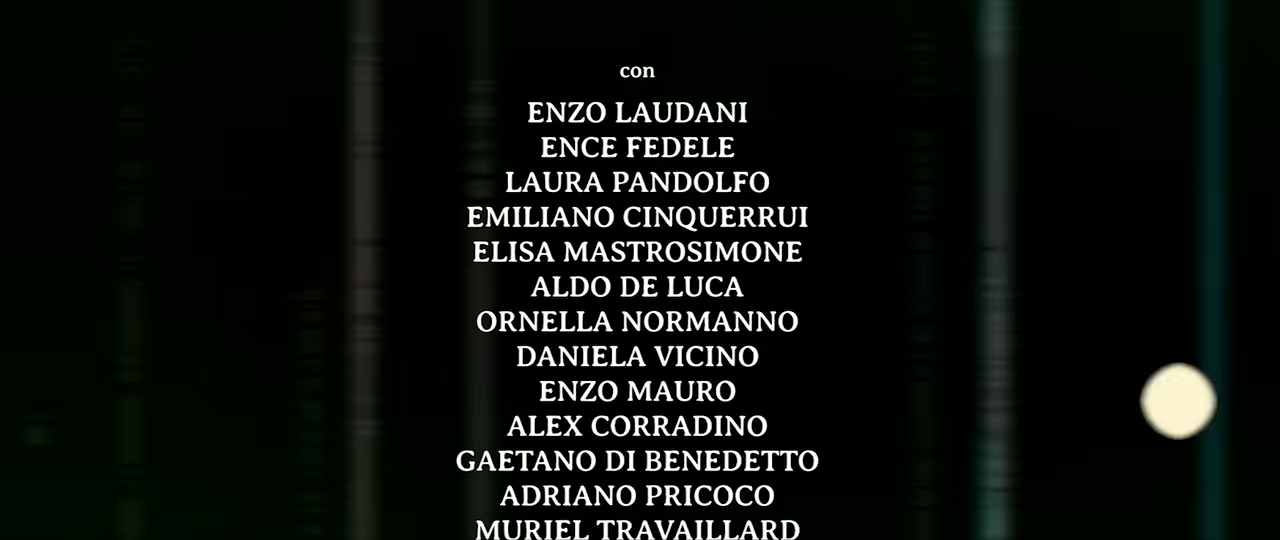 con
ENZO LAUDANI
ENCE FEDELE
LAURA PANDOLFO
EMILIANO CINQUERRUI
ELISA MASTROSIMONE
ALDO DE LUCA
ORNELLA NORMANNO
DANIELA VICINO
ENZO MAURO
ALEX CORRADINO
GAETANO DI BENEDETTO
ADRIANO PRICOCO
MURIEL TRAVAILLARD